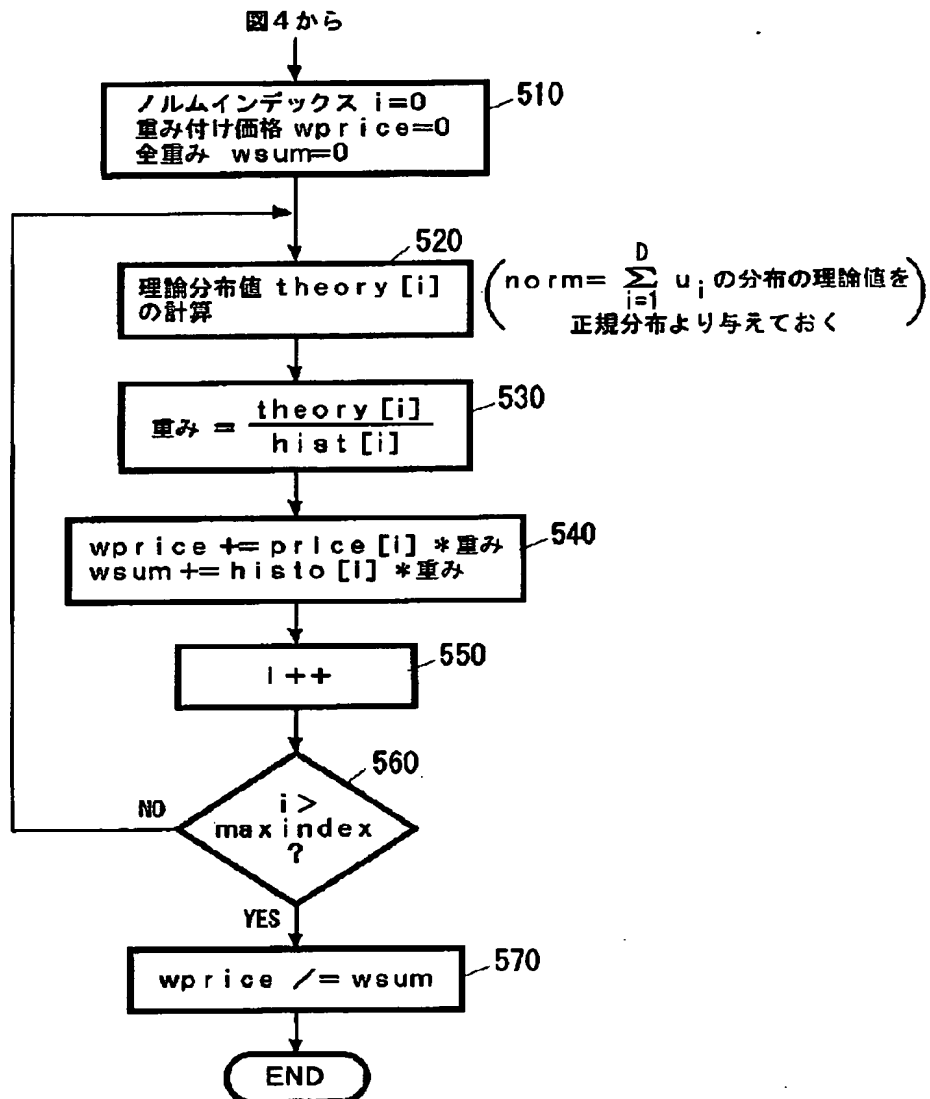 図4から
ノルムインデックス i=0
重み付け価格 wprice=0
全重み wsum=0
510
520
理論分布値 theory [i]
の計算
(norm= D∑i=1 ui の分布の理論値を
正規分布より与えておく)
重み = theory [i]
hist [i]
530
wprice += price [i] *重み
wsum += histo [i] *重み
540
i ++
550
560
i >
maxindex
?
NO
YES
wprice /= wsum
570
END